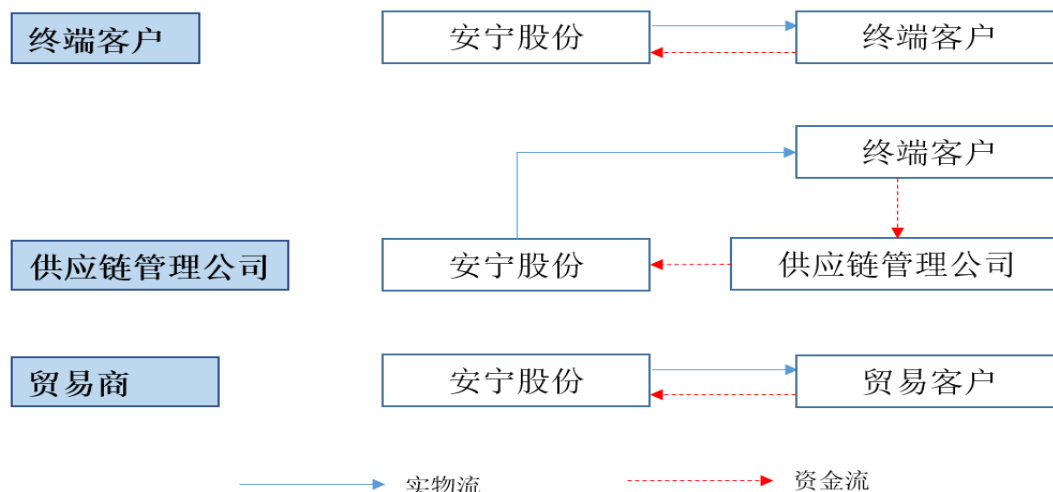 终端客户
安宁股份
终端客户
终端客户
供应链管理公司
安宁股份
供应链管理公司
贸易商
安宁股份
贸易客户
实物流
资金流